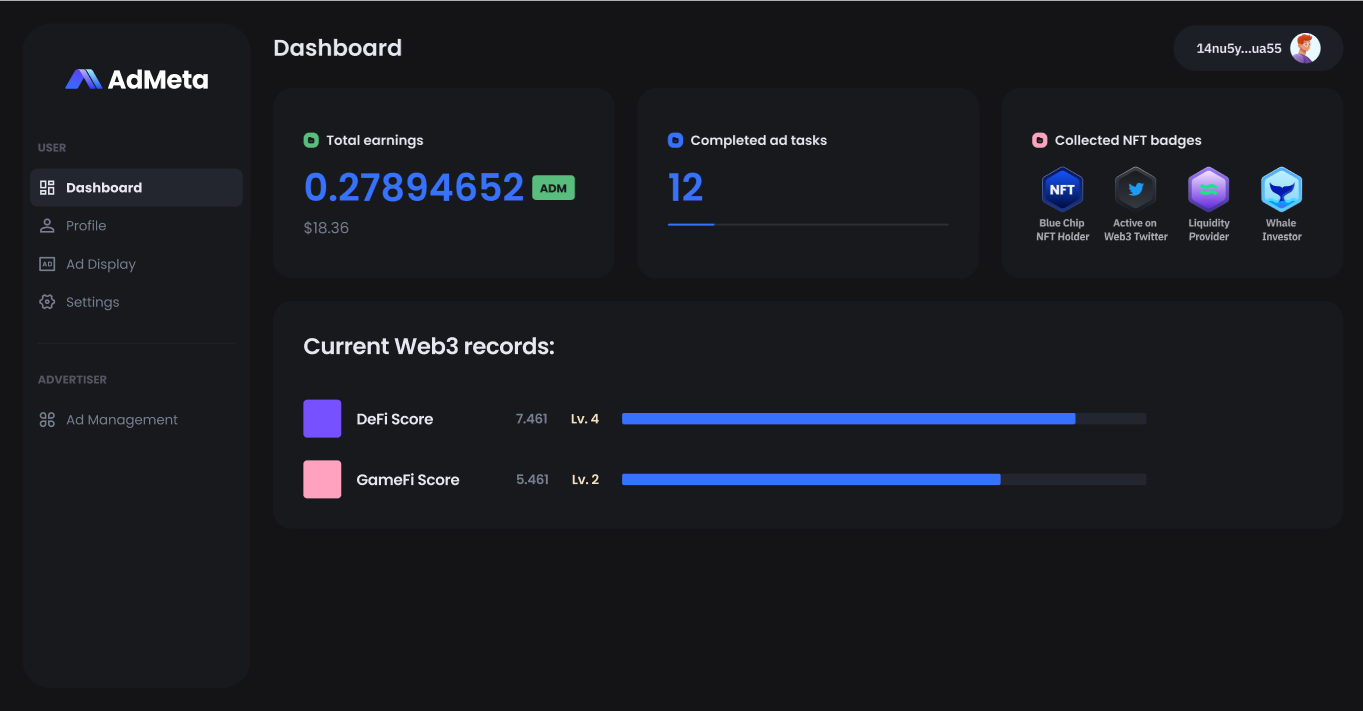 AdMeta
USER
Dashboard
Profile
AD Ad Display
Settings
ADVERTISER
Ad Management
Dashboard
14nu5y...ua55
Total earnings
0.27894652 ADM
$18.36
Completed ad tasks
12
Collected NFT badges
NFT
Blue Chip
NFT Holder
Active on
Web3 Twitter
Liquidity
Provider
Whale
Investor
Current Web3 records:
DeFi Score 7.461 Lv. 4
GameFi Score 5.461 Lv. 2